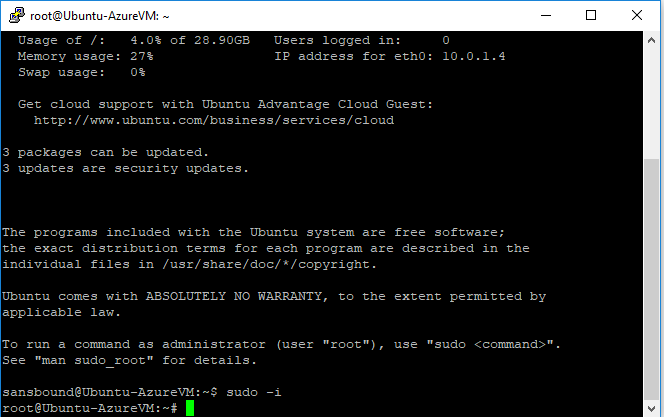 root@Ubuntu-AzureVM: ~
Usage of /:   4.0% of 28.90GB   Users logged in:     0
Memory usage: 27%               IP address for eth0: 10.0.1.4
Swap usage:   0%
Get cloud support with Ubuntu Advantage Cloud Guest:
http://www.ubuntu.com/business/services/cloud
3 packages can be updated.
3 updates are security updates.
The programs included with the Ubuntu system are free software;
the exact distribution terms for each program are described in the
individual files in /usr/share/doc/*/copyright.
Ubuntu comes with ABSOLUTELY NO WARRANTY, to the extent permitted by
applicable law.
To run a command as administrator (user "root"), use "sudo <command>".
See "man sudo_root" for details.
sansbound@Ubuntu-AzureVM:~$ sudo -i
root@Ubuntu-AzureVM:~#